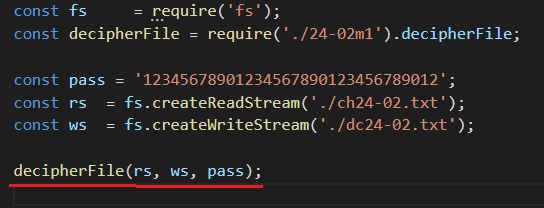 const fs     = require('fs');
const decipherFile = require('./24-02m1').decipherFile;
const pass = '12345678901234567890123456789012';
const rs  = fs.createReadStream('./ch24-02.txt');
const ws  = fs.createWriteStream('./dc24-02.txt');
decipherFile(rs, ws, pass);